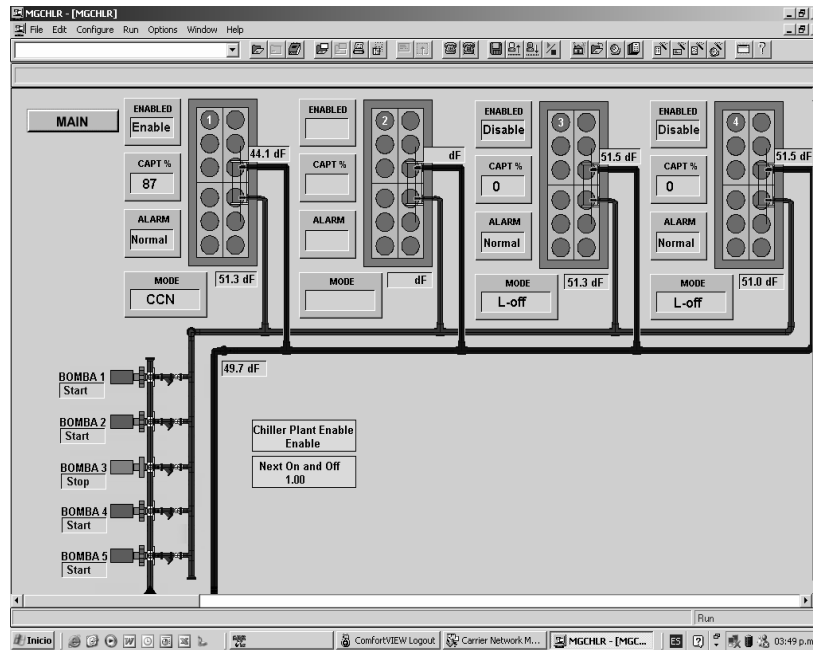 MGCHLR - [MGCHLR]
File Edit Configure Run Options Window Help
MAIN
ENABLED
Enable
CAPT %
87
ALARM
Normal
MODE
CCN
1
44.1 dF
51.3 dF
ENABLED
CAPT %
ALARM
MODE
2
dF
dF
ENABLED
Disable
CAPT %
0
ALARM
Normal
MODE
L-off
3
51.5 dF
51.3 dF
ENABLED
Disable
CAPT %
0
ALARM
Normal
MODE
L-off
4
51.5 dF
51.0 dF
49.7 dF
BOMBA 1
Start
BOMBA 2
Start
BOMBA 3
Stop
BOMBA 4
Start
BOMBA 5
Start
Chiller Plant Enable
Enable
Next On and Off
1.00
Run
Inicio
ComfortVIEW Logout
Carrier Network M...
MGCHLR - [MGC...
ES
03:49 p.m